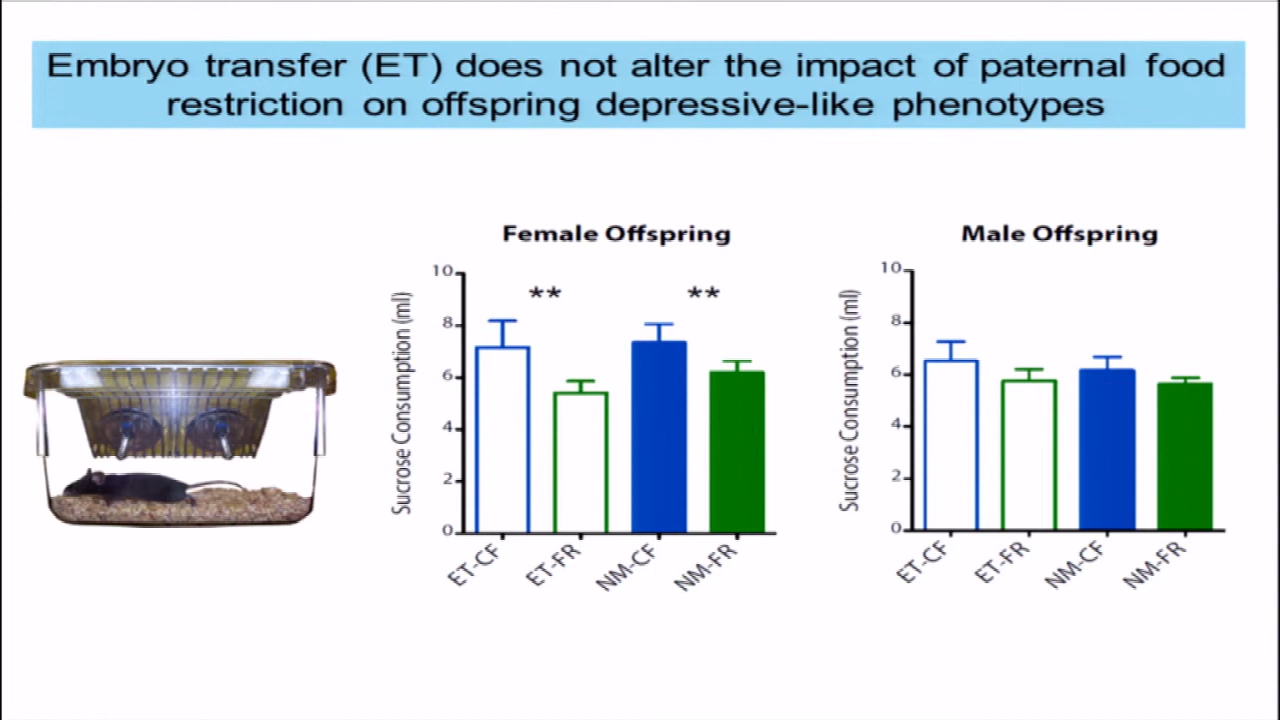 Embryo transfer (ET) does not alter the impact of paternal food
restriction on offspring depressive-like phenotypes
Female Offspring
Sucrose Consumption (ml)
10
8
6
4
2
0
**
**
ET-CF
ET-FR
NM-CF
NM-FR
Male Offspring
Sucrose Consumption (ml)
10
8
6
4
2
0
ET-CF
ET-FR
NM-CF
NM-FR